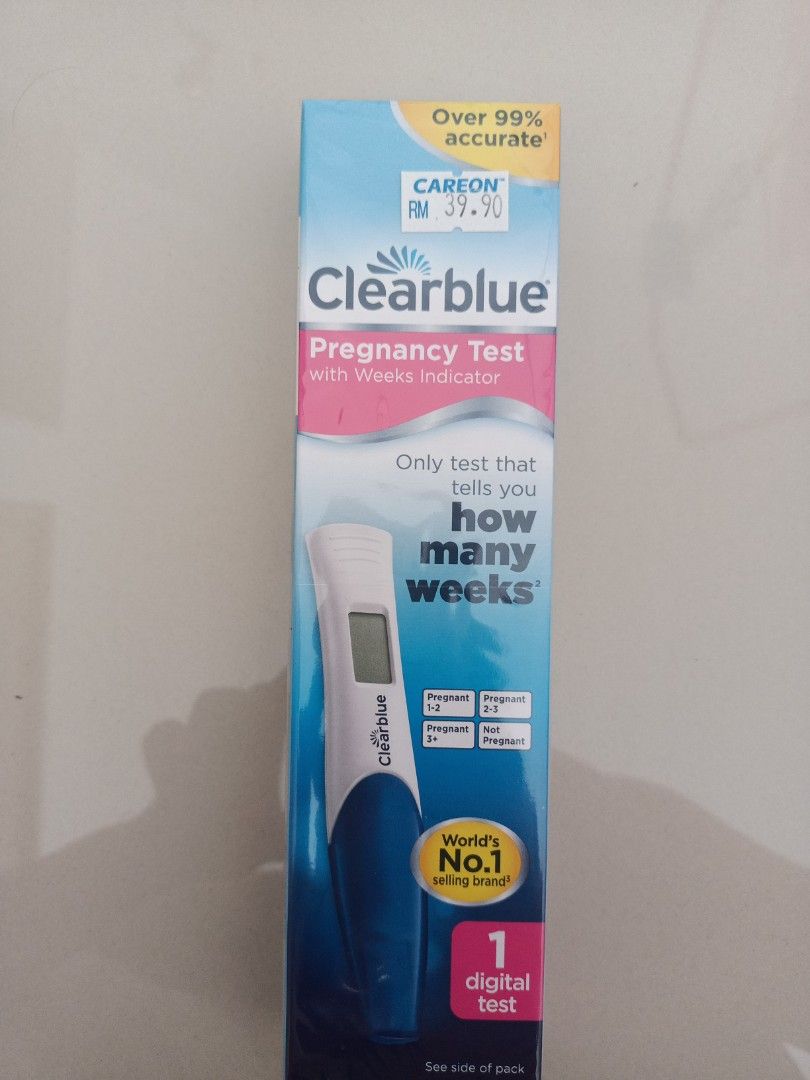 Over 99%
accurate¹
CAREON™
RM 39.90
Clearblue®
Pregnancy Test
with Weeks Indicator
Only test that
tells you
how
many
weeks²
Clearblue
Pregnant
1-2
Pregnant
2-3
Pregnant
3+
Not
Pregnant
World's
No.1
selling brand³
1
digital
test
See side of pack